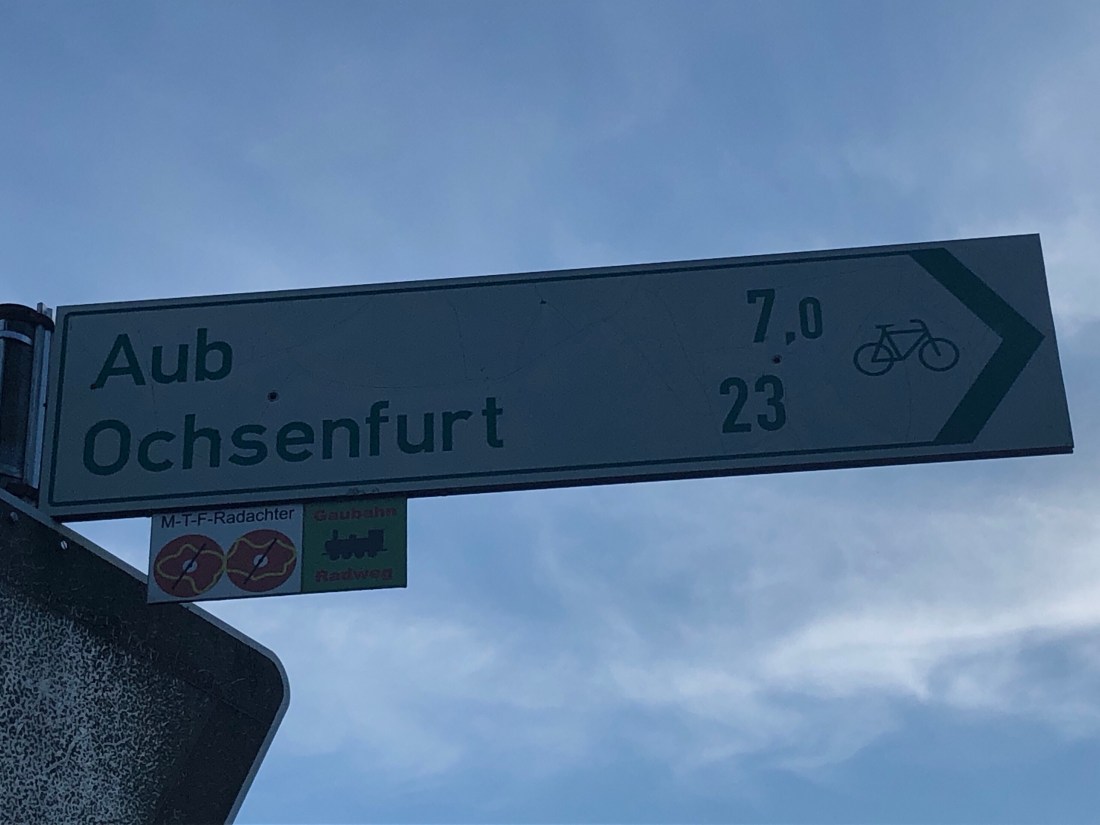 Aub 7,0
Ochsenfurt 23
M-T-F-Radachter
Gaubahn
Radweg